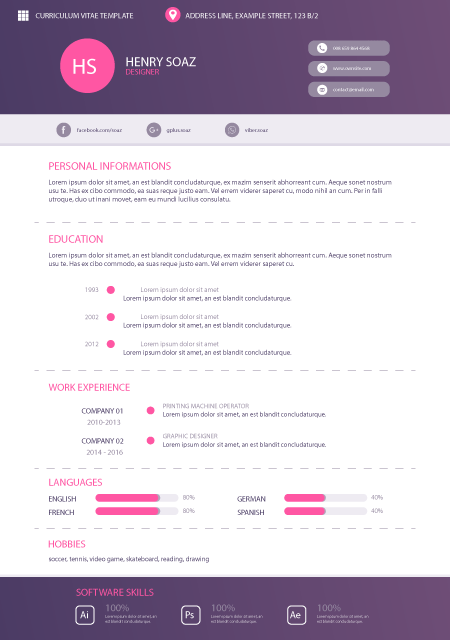 CURRICULUM VITAE TEMPLATE
ADDRESS LINE, EXAMPLE STREET, 123 B/2
HS
HENRY SOAZ
DESIGNER
contact@email.com
facebook.com/soaz
gplus.soaz
viber.soaz
PERSONAL INFORMATIONS
Lorem ipsum dolor sit amet, an est blandit concludaturque, ex mazim senserit abhorreant cum. Aeque sonet nostrum
usu te. Has ex cibo commodo, ea suas facete justo eam. Vel errem viderer saperet cu, modo nihil an cum. Per in falli
utroque, duo ut inani movet, eam ut mucius lucilius consulatu.
EDUCATION
Lorem ipsum dolor sit amet, an est blandit concludaturque, ex mazim senserit abhorreant cum. Aeque sonet nostrum
usu te. Has ex cibo commodo, ea suas facete justo eam. Vel errem viderer saperet cu.
1993 Lorem ipsum dolor sit amet
Lorem ipsum dolor sit amet, an est blandit concludaturque.
2002 Lorem ipsum dolor sit amet
Lorem ipsum dolor sit amet, an est blandit concludaturque.
2012 Lorem ipsum dolor sit amet
Lorem ipsum dolor sit amet, an est blandit concludaturque.
WORK EXPERIENCE
COMPANY 01
2010-2013
PRINTING MACHINE OPERATOR
Lorem ipsum dolor sit amet, an est blandit concludaturque.
COMPANY 02
2014 - 2016
GRAPHIC DESIGNER
Lorem ipsum dolor sit amet, an est blandit concludaturque.
LANGUAGES
ENGLISH 80% GERMAN 40%
FRENCH 80% SPANISH 40%
HOBBIES
soccer, tennis, video game, skateboard, reading, drawing
SOFTWARE SKILLS
Ai 100%
Lorem ipsum dolor sit amet, an
est blandit concludaturque.
Ps 100%
Lorem ipsum dolor sit amet, an
est blandit concludaturque.
Ae 100%
Lorem ipsum dolor sit amet, an
est blandit concludaturque.